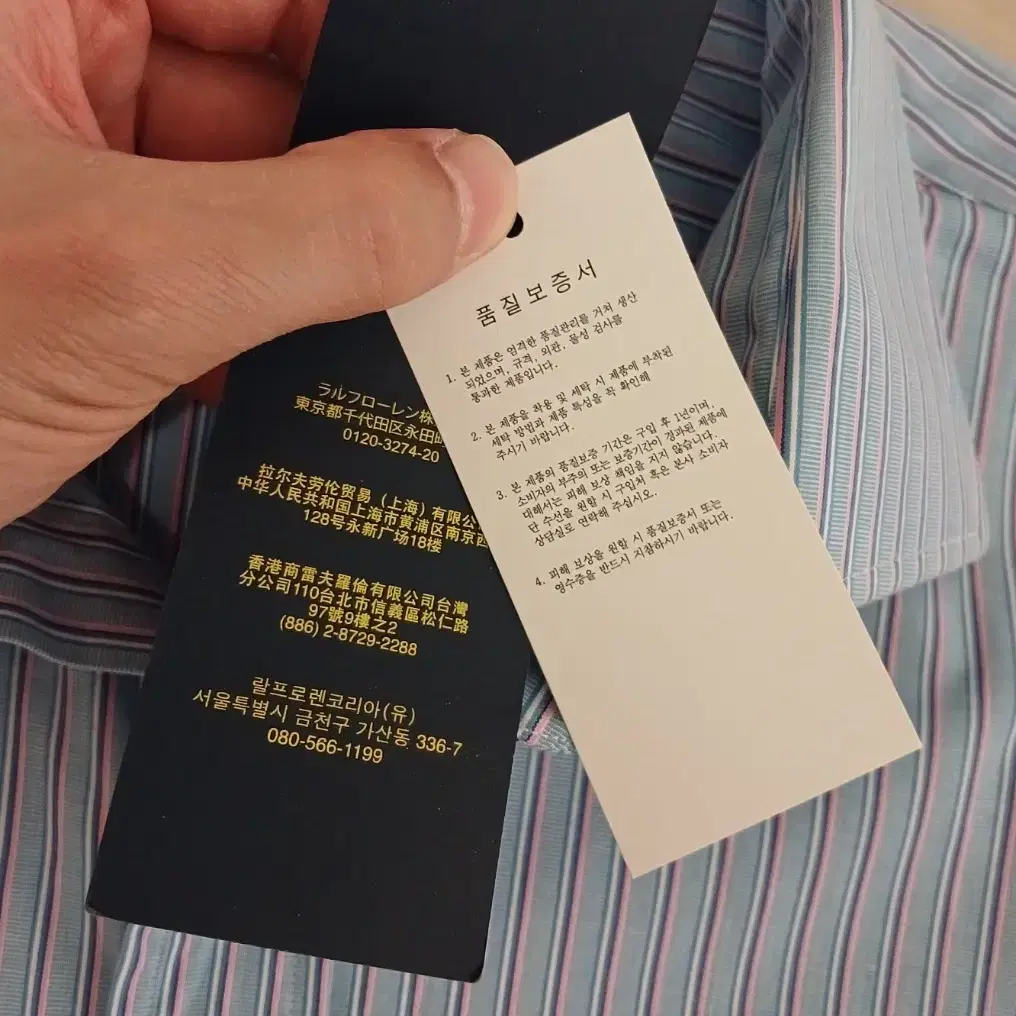 ラルフローレン株
東京都千代田区永田
0120-3274-20
拉尔夫劳伦贸易（上海）有限公
中华人民共和国上海市黄浦区南京西
128号永新广场18楼
香港商雷夫羅倫有限公司台灣
分公司110台北市信義區松仁路
97號9樓之2
(886) 2-8729-2288
랄프로렌코리아(유)
서울특별시 금천구 가산동 336-7
080-566-1199
품질보증서
1. 본 제품은 엄격한 품질관리를 거쳐 생산
되었으며, 규격, 외관, 물성 검사를
통과한 제품입니다.
2. 본 제품을 착용 및 세탁 시 제품에 부착된
세탁 방법과 제품 특성을 꼭 확인해
주시기 바랍니다.
3. 본 제품의 품질보증 기간은 구입 후 1년이며,
소비자의 부주의 또는 보증기간이 경과된 제품에
대해서는 피해 보상 책임을 지지 않습니다.
단 수선을 원할 시 구입처 혹은 본사 소비자
상담실로 연락해 주십시오.
4. 피해 보상을 원할 시 품질보증서 또는
영수증을 반드시 지참하시기 바랍니다.